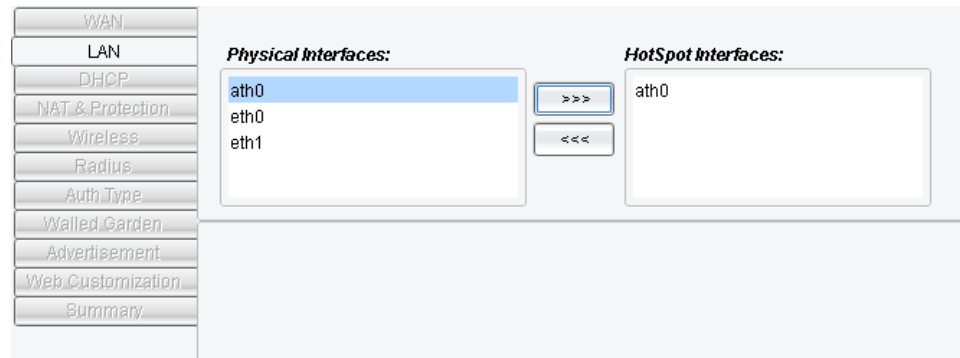 WAN
LAN
DHCP
NAT & Protection
Wireless
Radius
Auth Type
Walled Garden
Advertisement
Web Customization
Summary
Physical Interfaces:
ath0
eth0
eth1
>>>
<<<
HotSpot Interfaces:
ath0